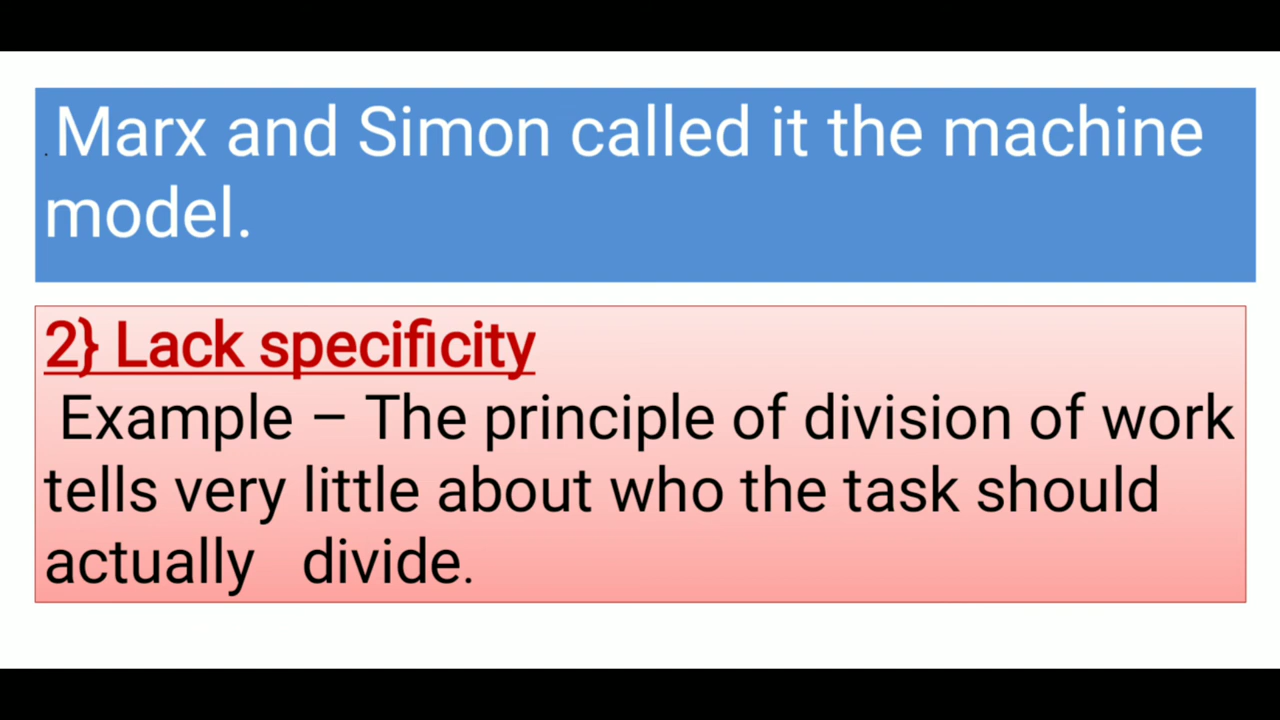 . Marx and Simon called it the machine
model.
2} Lack specificity
Example – The principle of division of work
tells very little about who the task should
actually divide.